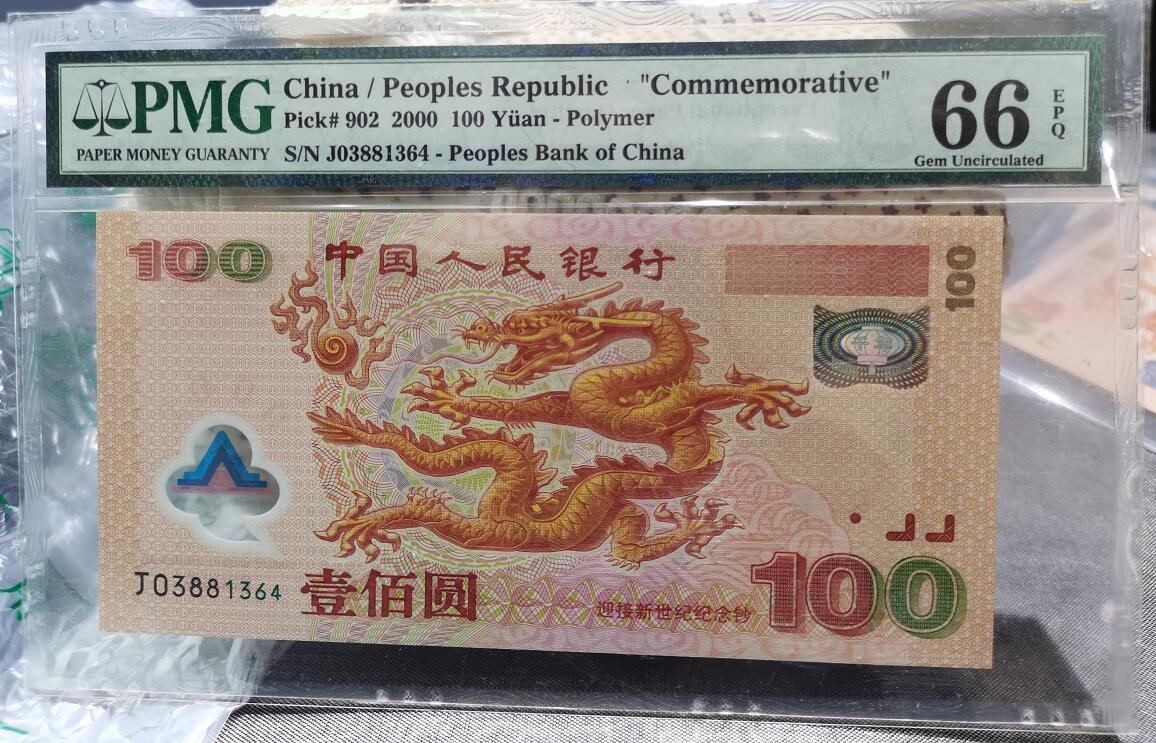 PMG
PAPER MONEY GUARANTY
China / Peoples Republic "Commemorative"
Pick# 902 2000 100 Yüan - Polymer
S/N J03881364 - Peoples Bank of China
66
EPQ
Gem Uncirculated
100
中国人民银行
100
J03881364
壹佰圆
迎接新世纪纪念钞
100